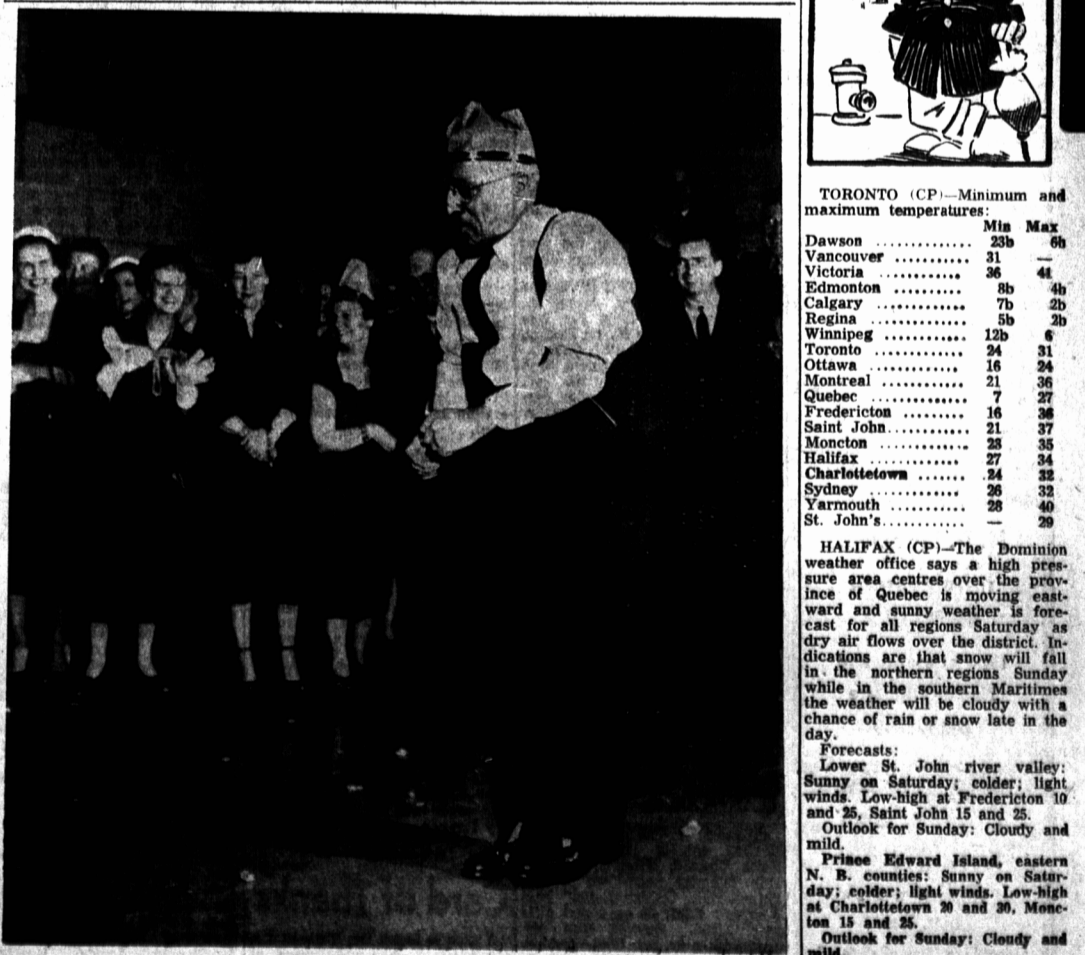 TORONTO (CP)—Minimum and
maximum temperatures:
Min Max
Dawson .............. 23b 6b
Vancouver ........... 31 —
Victoria ............ 36 41
Edmonton .......... 8b 4b
Calgary ............. 7b 2b
Regina .............. 5b 2b
Winnipeg ............ 12b 6
Toronto ............. 24 31
Ottawa .............. 16 24
Montreal ............ 21 36
Quebec .............. 7 27
Fredericton ......... 16 36
Saint John............ 21 37
Moncton ............. 28 35
Halifax ............. 27 34
Charlottetown ....... 24 32
Sydney ............. 26 32
Yarmouth ........... 28 40
St. John's............ — 29
HALIFAX (CP)—The Dominion
weather office says a high pres-
sure area centres over the prov-
ince of Quebec is moving east-
ward and sunny weather is fore-
cast for all regions Saturday as
dry air flows over the district. In-
dications are that snow will fall
in the northern regions Sunday
while in the southern Maritimes
the weather will be cloudy with a
chance of rain or snow late in the
day.
Forecasts:
Lower St. John river valley:
Sunny on Saturday; colder; light
winds. Low-high at Fredericton 10
and 25, Saint John 15 and 25.
Outlook for Sunday: Cloudy and
mild.
Prince Edward Island, eastern
N. B. counties: Sunny on Satur-
day; colder; light winds. Low-high
at Charlottetown 20 and 30, Monc-
ton 15 and 25.
Outlook for Sunday: Cloudy and
mild.